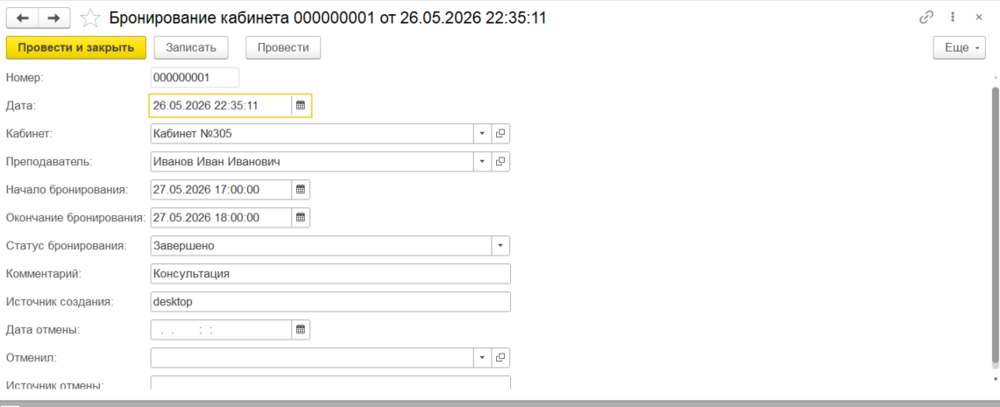 Бронирование кабинета 000000001 от 26.05.2026 22:35:11
Провести и закрыть Записать Провести Еще
Номер: 000000001
Дата: 26.05.2026 22:35:11
Кабинет: Кабинет №305
Преподаватель: Иванов Иван Иванович
Начало бронирования: 27.05.2026 17:00:00
Окончание бронирования: 27.05.2026 18:00:00
Статус бронирования: Завершено
Комментарий: Консультация
Источник создания: desktop
Дата отмены: . . : :
Отменил:
Источник отмены: